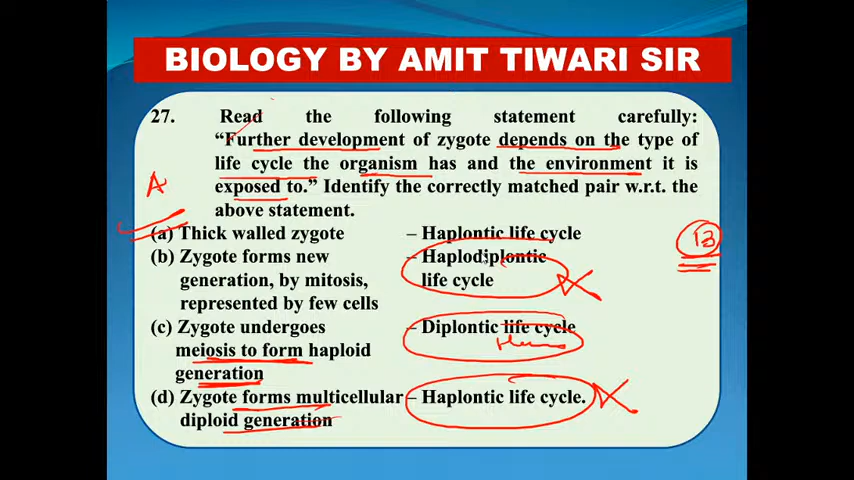 BIOLOGY BY AMIT TIWARI SIR
27. Read the following statement carefully:
“Further development of zygote depends on the type of
life cycle the organism has and the environment it is
exposed to.” Identify the correctly matched pair w.r.t. the
above statement.
A
(a) Thick walled zygote – Haplontic life cycle
13
(b) Zygote forms new – Haplodiplontic
generation, by mitosis, life cycle
represented by few cells
(c) Zygote undergoes – Diplontic life cycle
meiosis to form haploid
generation
(d) Zygote forms multicellular – Haplontic life cycle.
diploid generation